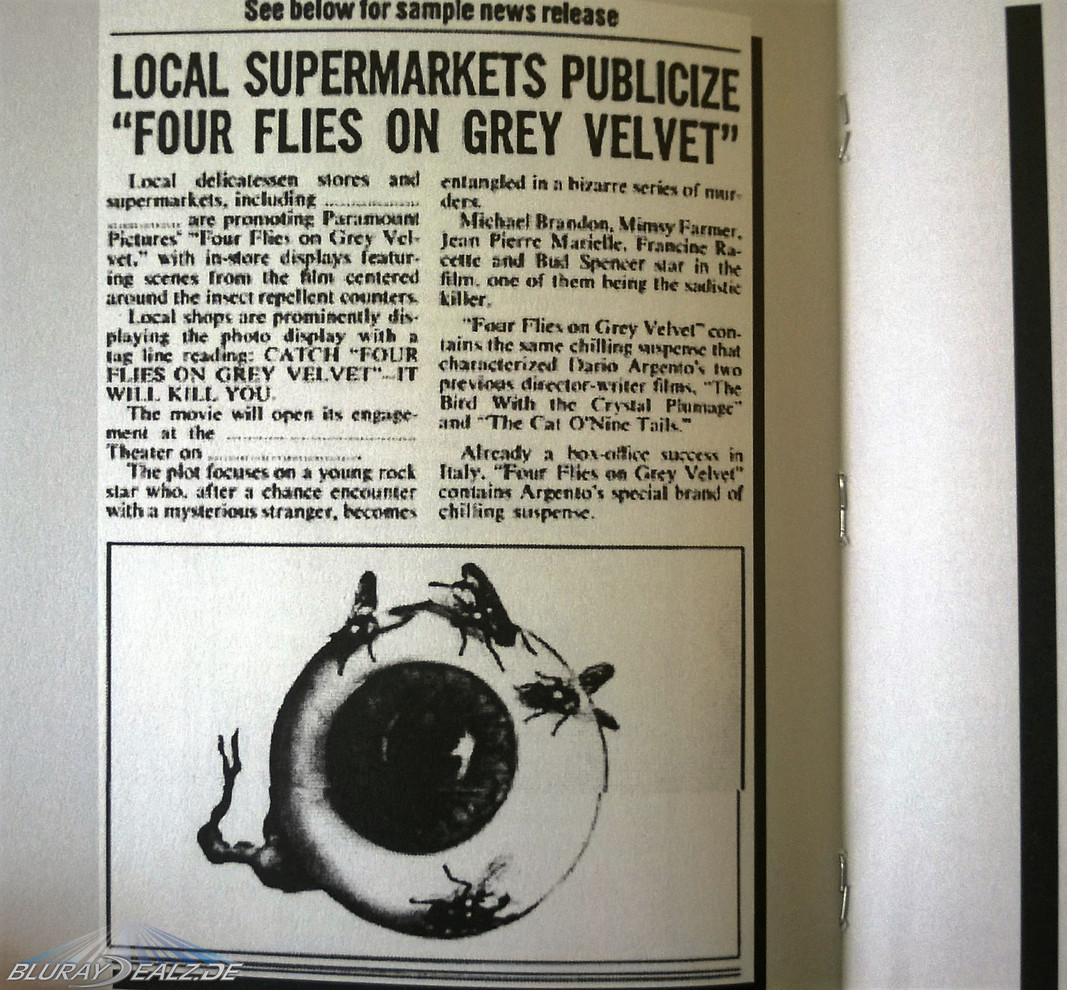 See below for sample news release
LOCAL SUPERMARKETS PUBLICIZE
“FOUR FLIES ON GREY VELVET”
Local delicatessen stores and
supermarkets, including ....................
................ are promoting Paramount
Pictures' "Four Flies on Grey Vel-
vet," with in-store displays featur-
ing scenes from the film centered
around the insect repellent counters.
Local shops are prominently dis-
playing the photo display with a
tag line reading: CATCH "FOUR
FLIES ON GREY VELVET"—IT
WILL KILL YOU.
The movie will open its engage-
ment at the ..............................
Theater on ..............................
The plot focuses on a young rock
star who, after a chance encounter
with a mysterious stranger, becomes
entangled in a bizarre series of mur-
ders.
Michael Brandon, Mimsy Farmer,
Jean Pierre Marielle, Francine Ra-
cette and Bud Spencer star in the
film, one of them being the sadistic
killer.
"Four Flies on Grey Velvet" con-
tains the same chilling suspense that
characterized Dario Argento's two
previous director-writer films, "The
Bird With the Crystal Plumage"
and "The Cat O'Nine Tails."
Already a box-office success in
Italy, "Four Flies on Grey Velvet"
contains Argento's special brand of
chilling suspense.
BLURAYDEALZ.DE